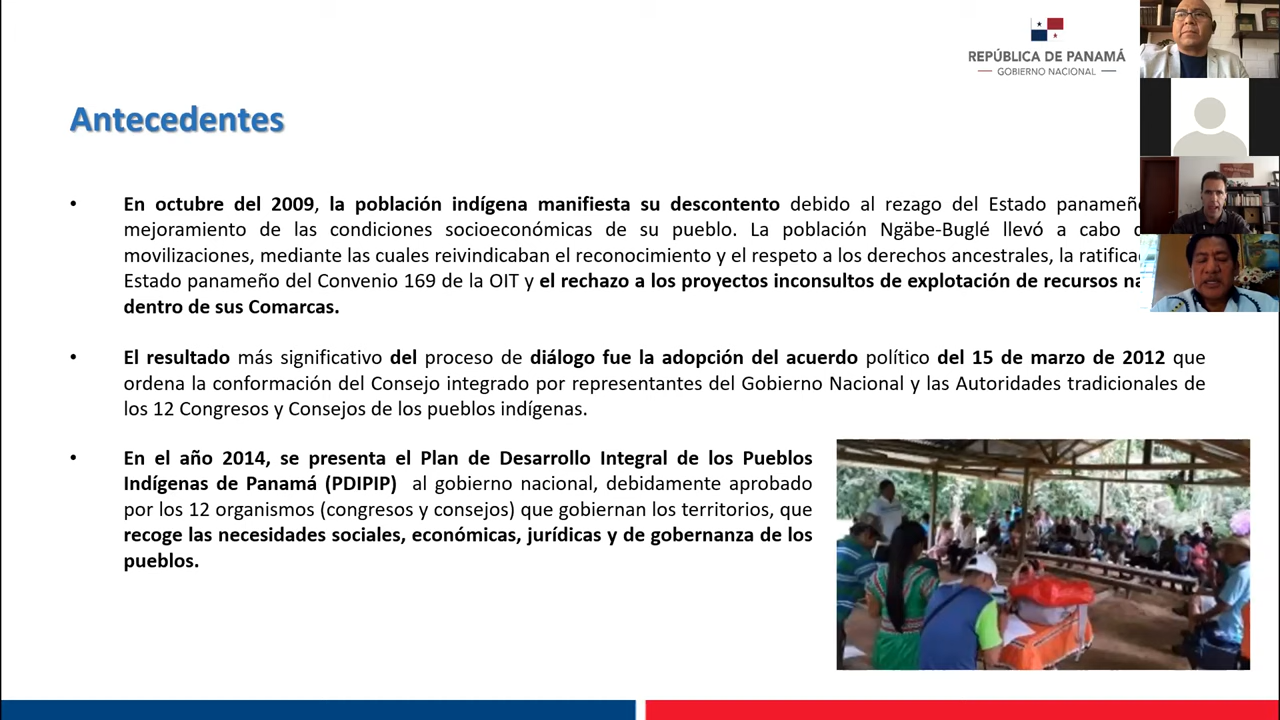 REPÚBLICA DE PANAMÁ
GOBIERNO NACIONAL
Antecedentes
• En octubre del 2009, la población indígena manifiesta su descontento debido al rezago del Estado panameño
mejoramiento de las condiciones socioeconómicas de su pueblo. La población Ngäbe-Buglé llevó a cabo
movilizaciones, mediante las cuales reivindicaban el reconocimiento y el respeto a los derechos ancestrales, la
Estado panameño del Convenio 169 de la OIT y el rechazo a los proyectos inconsultos de explotación de recursos
dentro de sus Comarcas.
• El resultado más significativo del proceso de diálogo fue la adopción del acuerdo político del 15 de marzo de 2012 que
ordena la conformación del Consejo integrado por representantes del Gobierno Nacional y las Autoridades tradicionales de
los 12 Congresos y Consejos de los pueblos indígenas.
• En el año 2014, se presenta el Plan de Desarrollo Integral de los Pueblos
Indígenas de Panamá (PDIPIP) al gobierno nacional, debidamente aprobado
por los 12 organismos (congresos y consejos) que gobiernan los territorios, que
recoge las necesidades sociales, económicas, jurídicas y de gobernanza de los
pueblos.